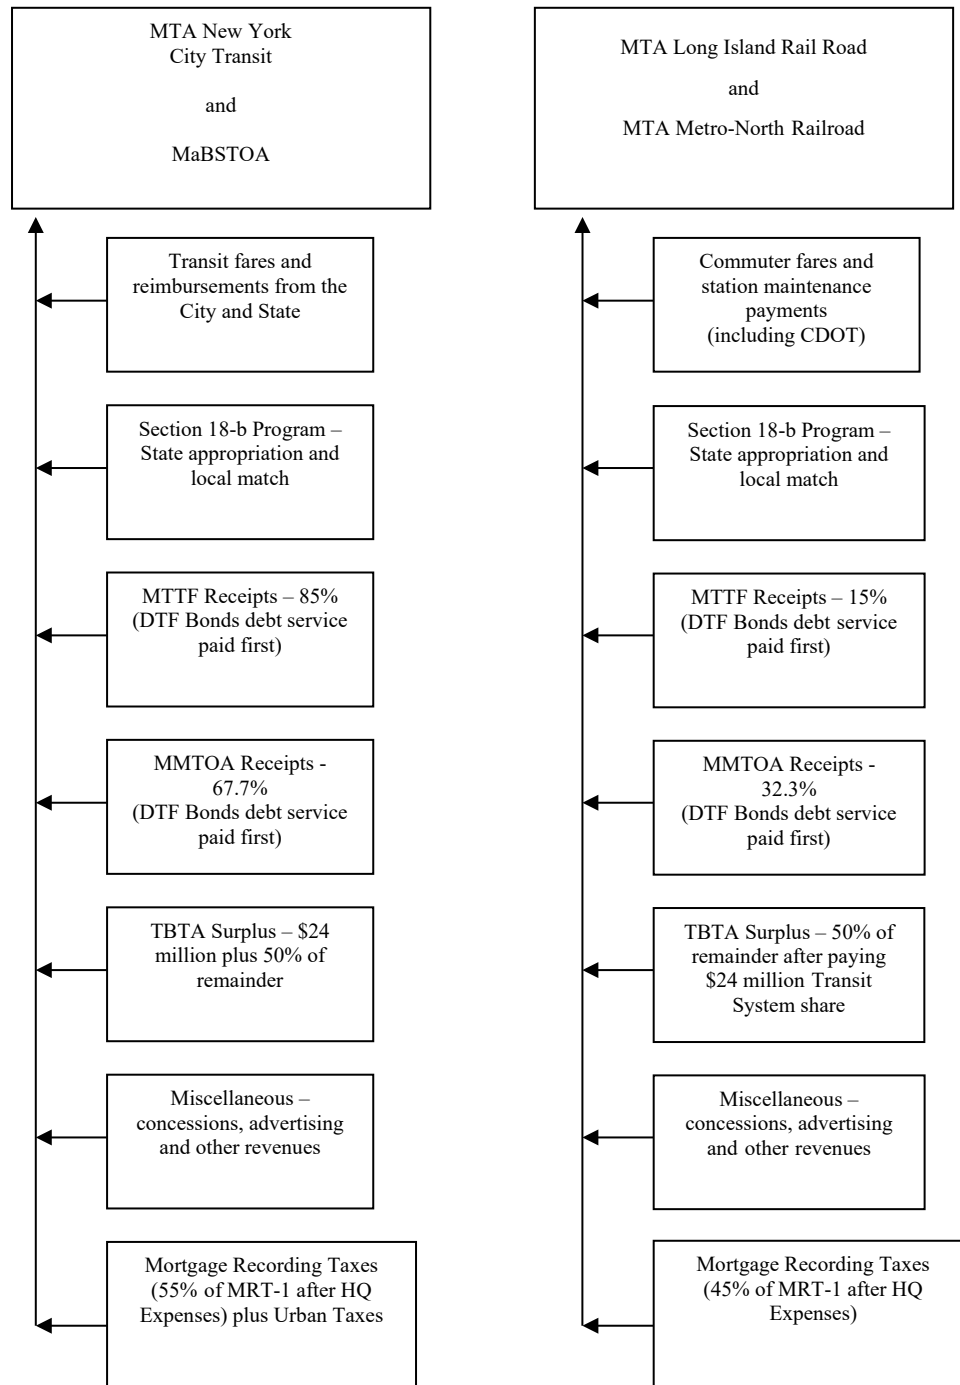 MTA New York
City Transit
and
MaBSTOA
Transit fares and
reimbursements from the
City and State
Section 18-b Program –
State appropriation and
local match
MTTF Receipts – 85%
(DTF Bonds debt service
paid first)
MMTOA Receipts -
67.7%
(DTF Bonds debt service
paid first)
TBTA Surplus – $24
million plus 50% of
remainder
Miscellaneous –
concessions, advertising
and other revenues
Mortgage Recording Taxes
(55% of MRT-1 after HQ
Expenses) plus Urban Taxes
MTA Long Island Rail Road
and
MTA Metro-North Railroad
Commuter fares and
station maintenance
payments
(including CDOT)
Section 18-b Program –
State appropriation and
local match
MTTF Receipts – 15%
(DTF Bonds debt service
paid first)
MMTOA Receipts -
32.3%
(DTF Bonds debt service
paid first)
TBTA Surplus – 50% of
remainder after paying
$24 million Transit
System share
Miscellaneous –
concessions, advertising
and other revenues
Mortgage Recording Taxes
(45% of MRT-1 after HQ
Expenses)